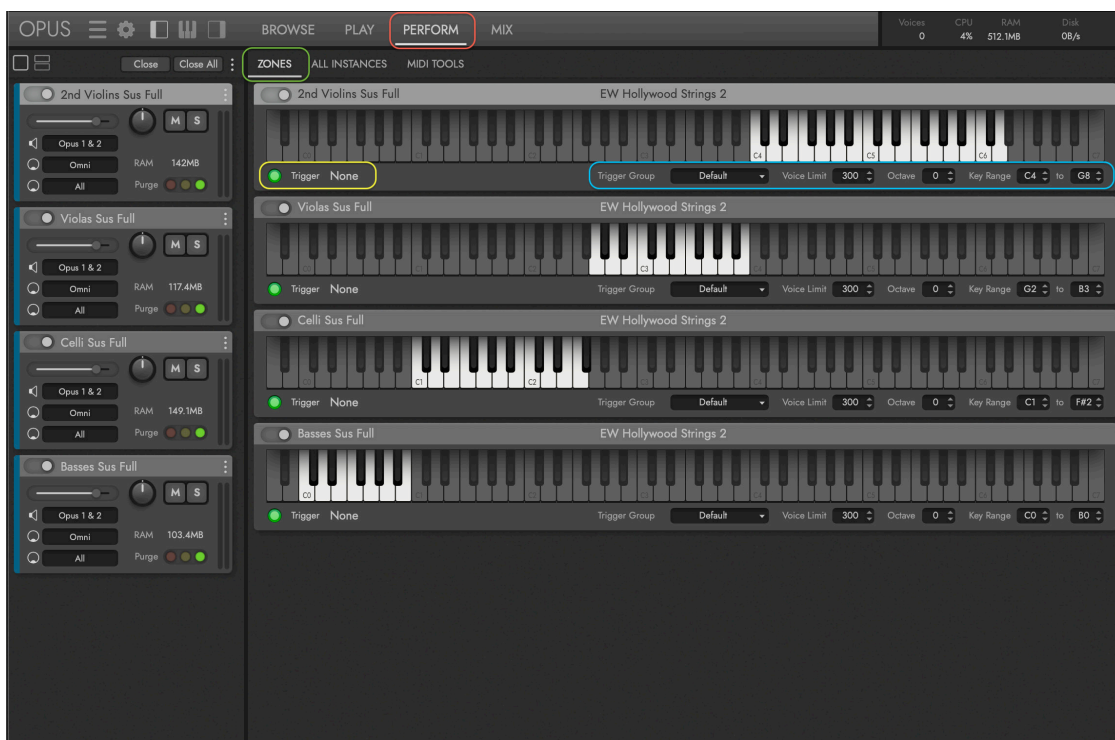 OPUS BROWSE PLAY PERFORM MIX Voices CPU RAM Disk
0 4% 512.1MB 0B/s
Close Close All ZONES ALL INSTANCES MIDI TOOLS
2nd Violins Sus Full
M S
Opus 1 & 2
Omni RAM 142MB
All Purge
Violas Sus Full
M S
Opus 1 & 2
Omni RAM 117.4MB
All Purge
Celli Sus Full
M S
Opus 1 & 2
Omni RAM 149.1MB
All Purge
Basses Sus Full
M S
Opus 1 & 2
Omni RAM 103.4MB
All Purge
2nd Violins Sus Full EW Hollywood Strings 2
C4 C5 C6
Trigger None Trigger Group Default Voice Limit 300 Octave 0 Key Range C4 to G8
Violas Sus Full EW Hollywood Strings 2
C3
Trigger None Trigger Group Default Voice Limit 300 Octave 0 Key Range G2 to B3
Celli Sus Full EW Hollywood Strings 2
C1 C2
Trigger None Trigger Group Default Voice Limit 300 Octave 0 Key Range C1 to F#2
Basses Sus Full EW Hollywood Strings 2
C0
Trigger None Trigger Group Default Voice Limit 300 Octave 0 Key Range C0 to B0